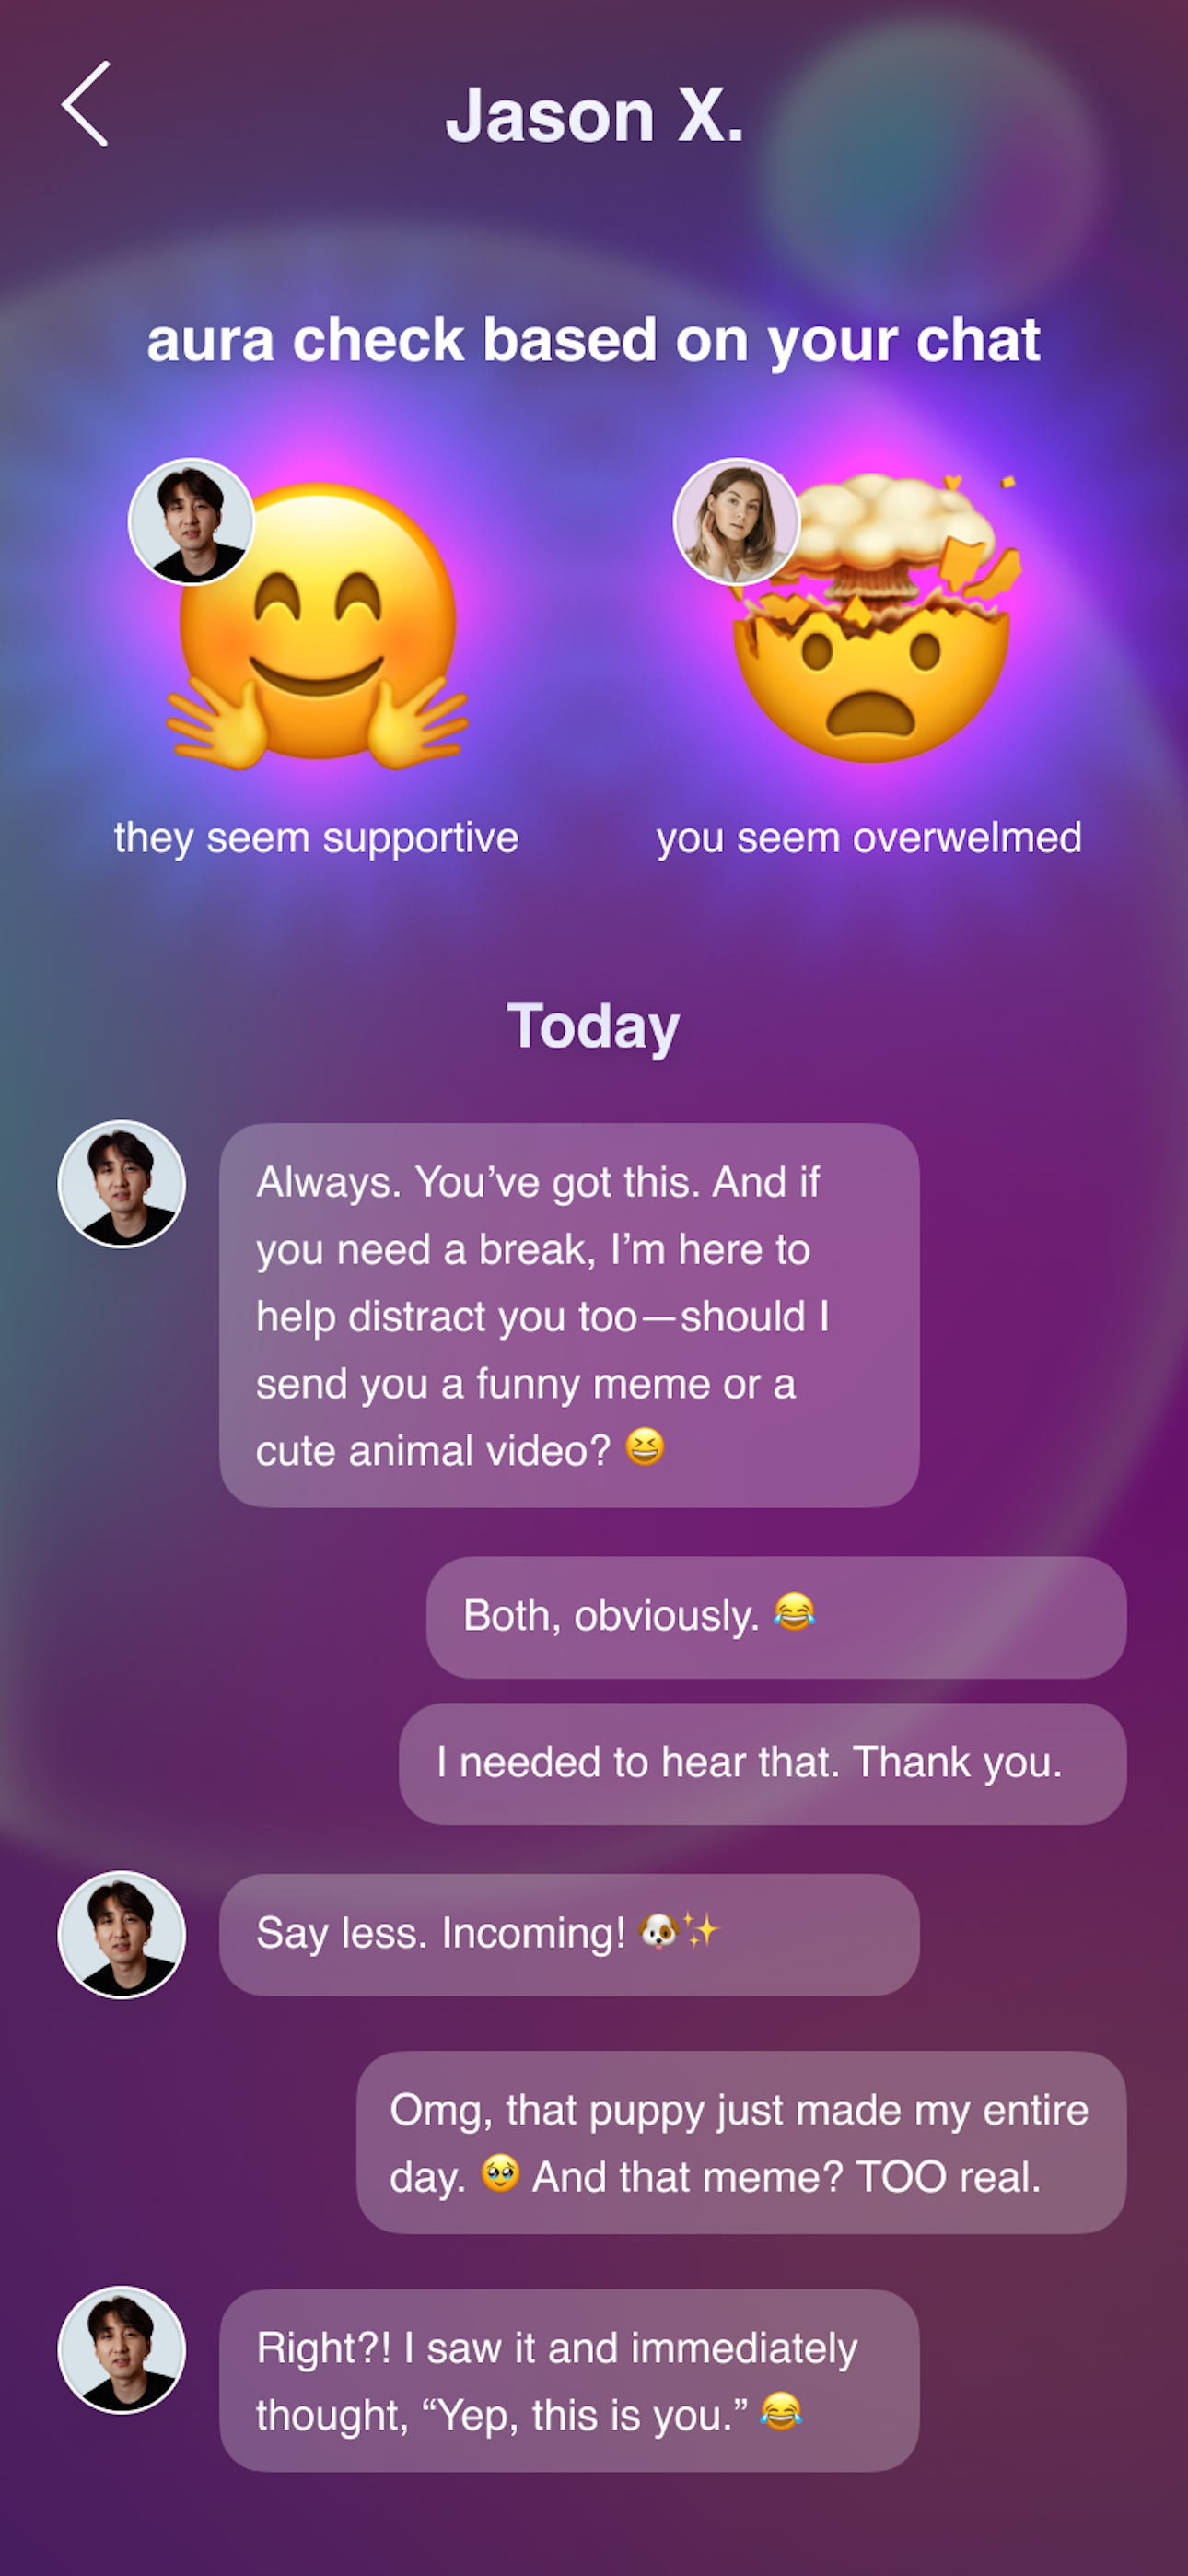 Jason X.
aura check based on your chat
they seem supportive
you seem overwelmed
Today
Always. You’ve got this. And if
you need a break, I’m here to
help distract you too—should I
send you a funny meme or a
cute animal video? 😆
Both, obviously. 😂
I needed to hear that. Thank you.
Say less. Incoming! 🐶✨
Omg, that puppy just made my entire
day. 🥹 And that meme? TOO real.
Right?! I saw it and immediately
thought, “Yep, this is you.” 😂